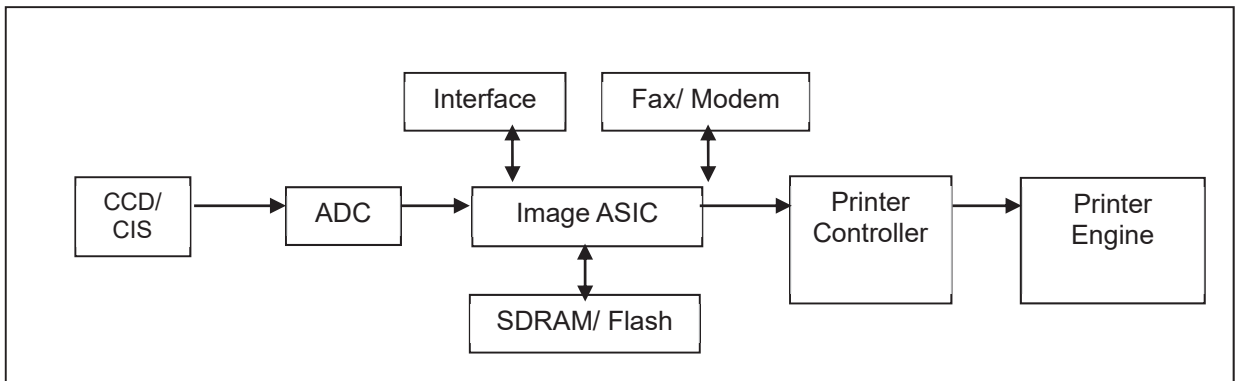 Interface
Fax/ Modem
CCD/
CIS
ADC
Image ASIC
Printer
Controller
Printer
Engine
SDRAM/ Flash